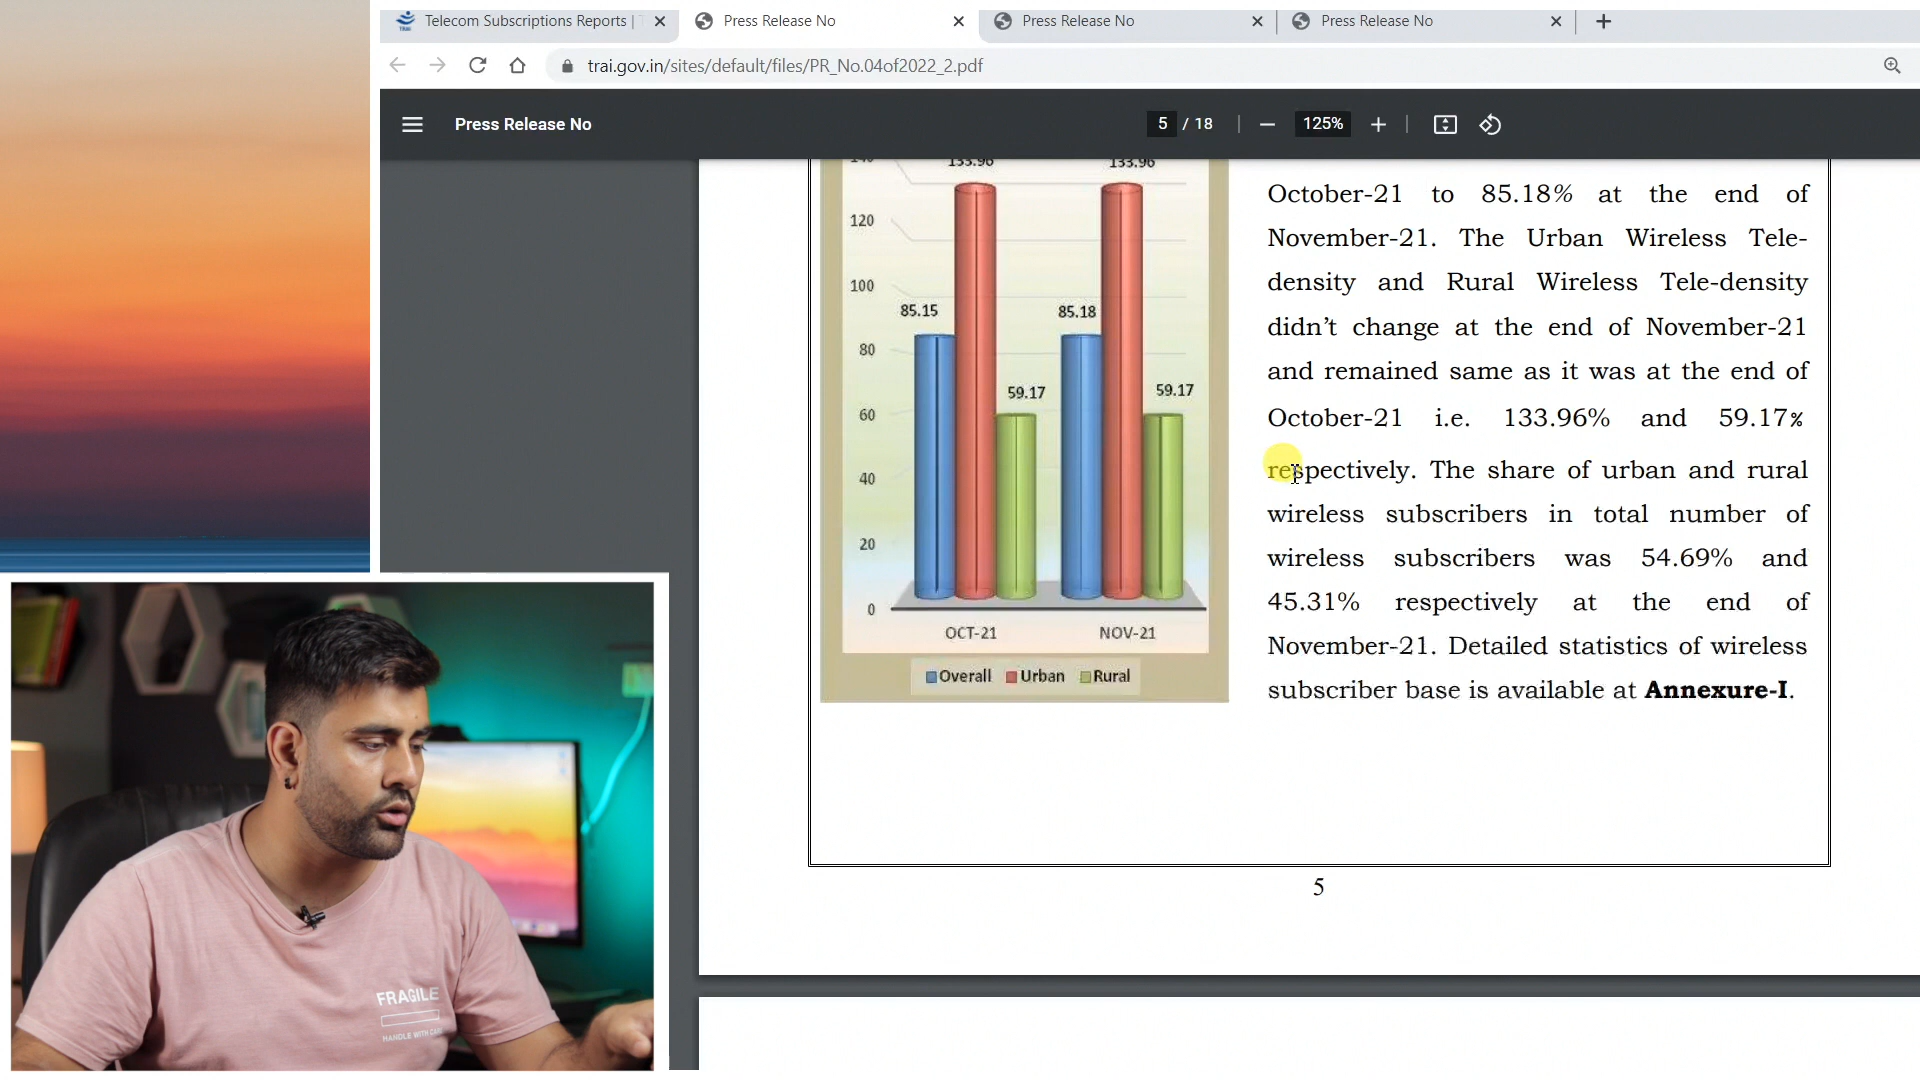 Telecom Subscriptions Reports |
Press Release No
Press Release No
Press Release No
trai.gov.in/sites/default/files/PR_No.04of2022_2.pdf
Press Release No
5 / 18
125%
140
133.96
133.96
120
100
85.15
85.18
80
59.17
59.17
60
40
20
0
OCT-21
NOV-21
Overall Urban Rural
October-21 to 85.18% at the end of
November-21. The Urban Wireless Tele-
density and Rural Wireless Tele-density
didn't change at the end of November-21
and remained same as it was at the end of
October-21 i.e. 133.96% and 59.17%
respectively. The share of urban and rural
wireless subscribers in total number of
wireless subscribers was 54.69% and
45.31% respectively at the end of
November-21. Detailed statistics of wireless
subscriber base is available at Annexure-I.
5
FRAGILE
HANDLE WITH CARE